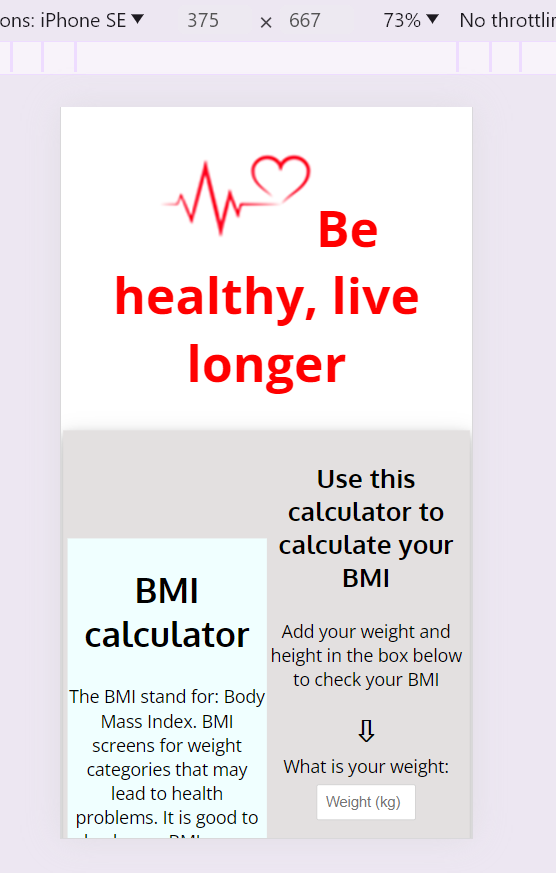 ons: iPhone SE ▼ 375 × 667 73% ▼ No throttlin
Be
healthy, live
longer
BMI
calculator
The BMI stand for: Body
Mass Index. BMI
screens for weight
categories that may
lead to health
problems. It is good to
Use this
calculator to
calculate your
BMI
Add your weight and
height in the box below
to check your BMI
⇩
What is your weight:
Weight (kg)